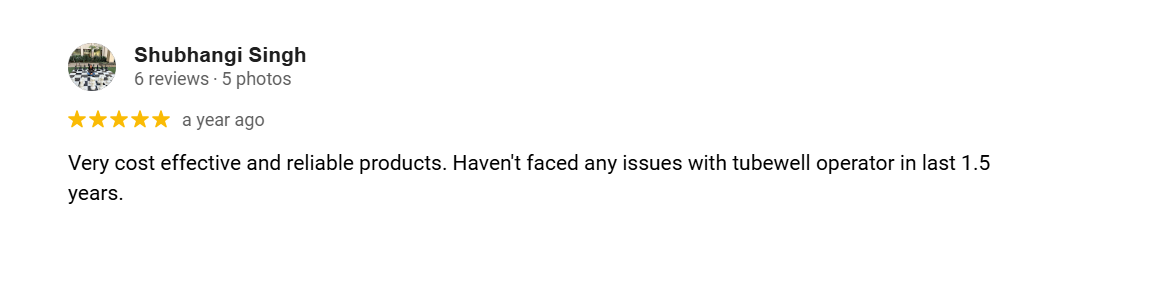 Shubhangi Singh
6 reviews · 5 photos
a year ago
Very cost effective and reliable products. Haven't faced any issues with tubewell operator in last 1.5
years.